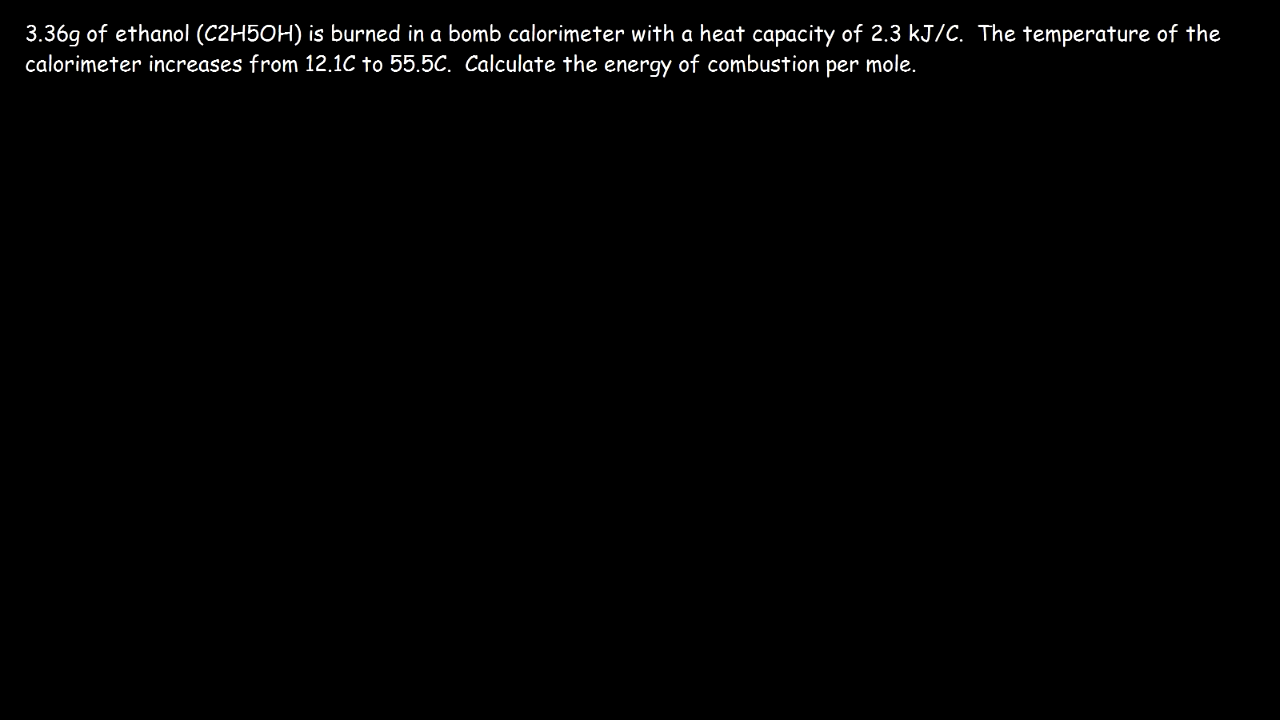 3.36g of ethanol (C2H5OH) is burned in a bomb calorimeter with a heat capacity of 2.3 kJ/C.  The temperature of the
calorimeter increases from 12.1C to 55.5C.  Calculate the energy of combustion per mole.